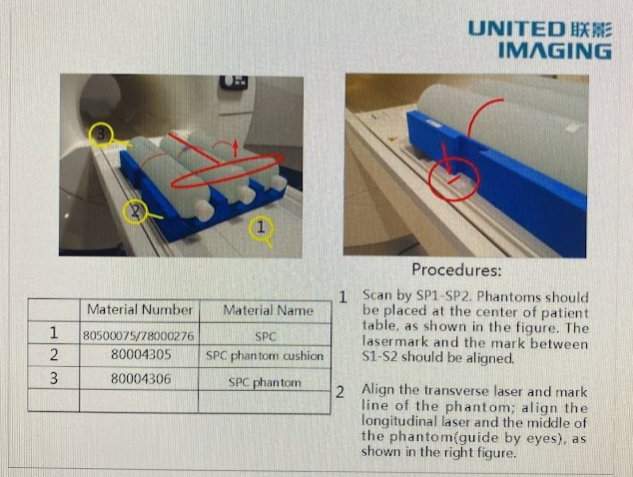 UNITED 联影
IMAGING
3
2
1
Procedures:
Material Number Material Name
1 80500075/78000276 SPC
2 80004305 SPC phantom cushion
3 80004306 SPC phantom
1 Scan by SP1-SP2. Phantoms should
be placed at the center of patient
table, as shown in the figure. The
lasermark and the mark between
S1-S2 should be aligned.
2 Align the transverse laser and mark
line of the phantom; align the
longitudinal laser and the middle of
the phantom(guide by eyes), as
shown in the right figure.